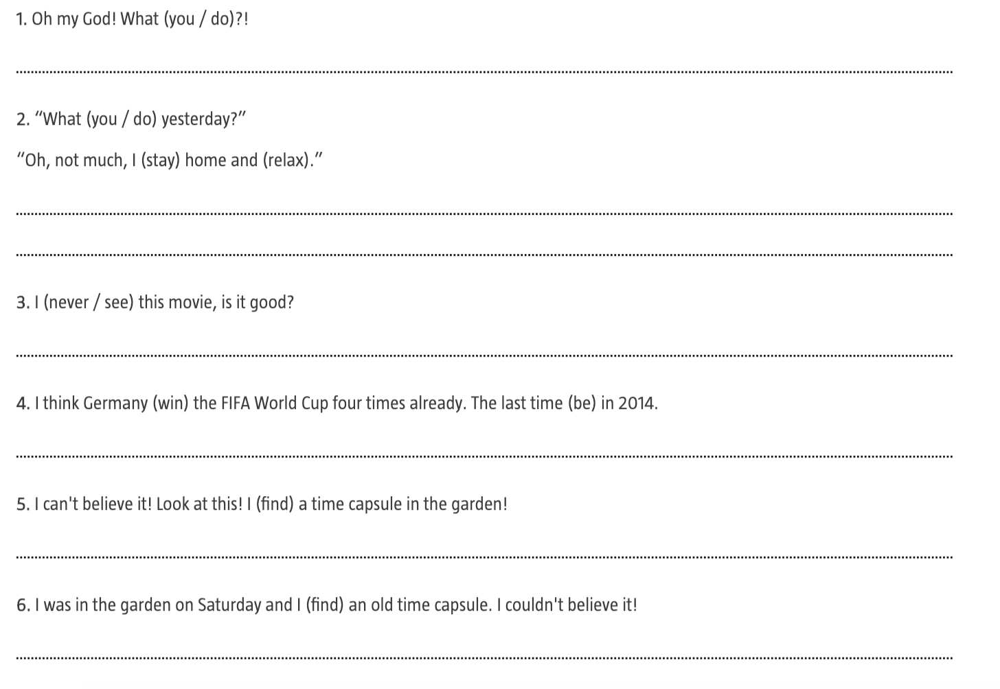 1. Oh my God! What (you / do)?!
2. “What (you / do) yesterday?”
“Oh, not much, I (stay) home and (relax).”
3. I (never / see) this movie, is it good?
4. I think Germany (win) the FIFA World Cup four times already. The last time (be) in 2014.
5. I can't believe it! Look at this! I (find) a time capsule in the garden!
6. I was in the garden on Saturday and I (find) an old time capsule. I couldn't believe it!